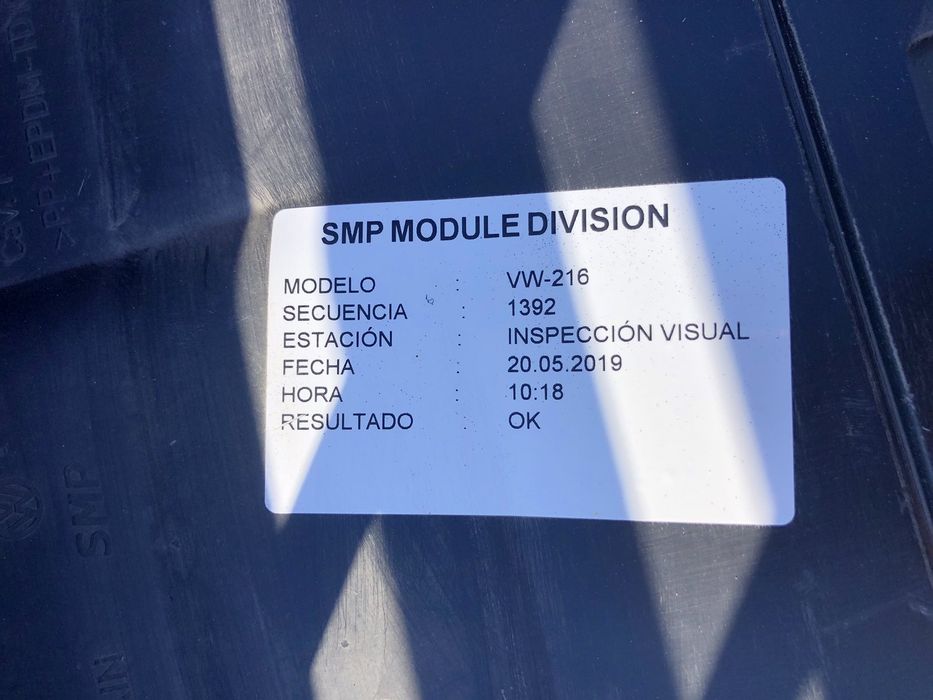 SMP MODULE DIVISION
MODELO : VW-216
SECUENCIA : 1392
ESTACIÓN : INSPECCIÓN VISUAL
FECHA : 20.05.2019
HORA : 10:18
RESULTADO : OK
SMP